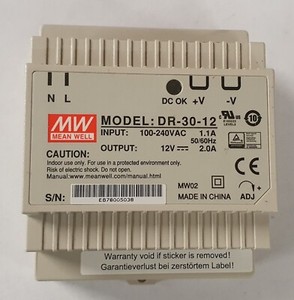 N L
DC OK +V -V
MW
MEAN WELL
MODEL: DR-30-12
INPUT: 100-240VAC 1.1A
50/60Hz
OUTPUT: 12V 2.0A
CAUTION:
Indoor use. For use in a protected environment only.
Risk of electric shock. Do not open.
Manual:www.meanwell.com/manual.html
MW02
S/N:
MADE IN CHINA ADJ
Warranty void if sticker is removed!
Garantieverlust bei zerstörtem Label!